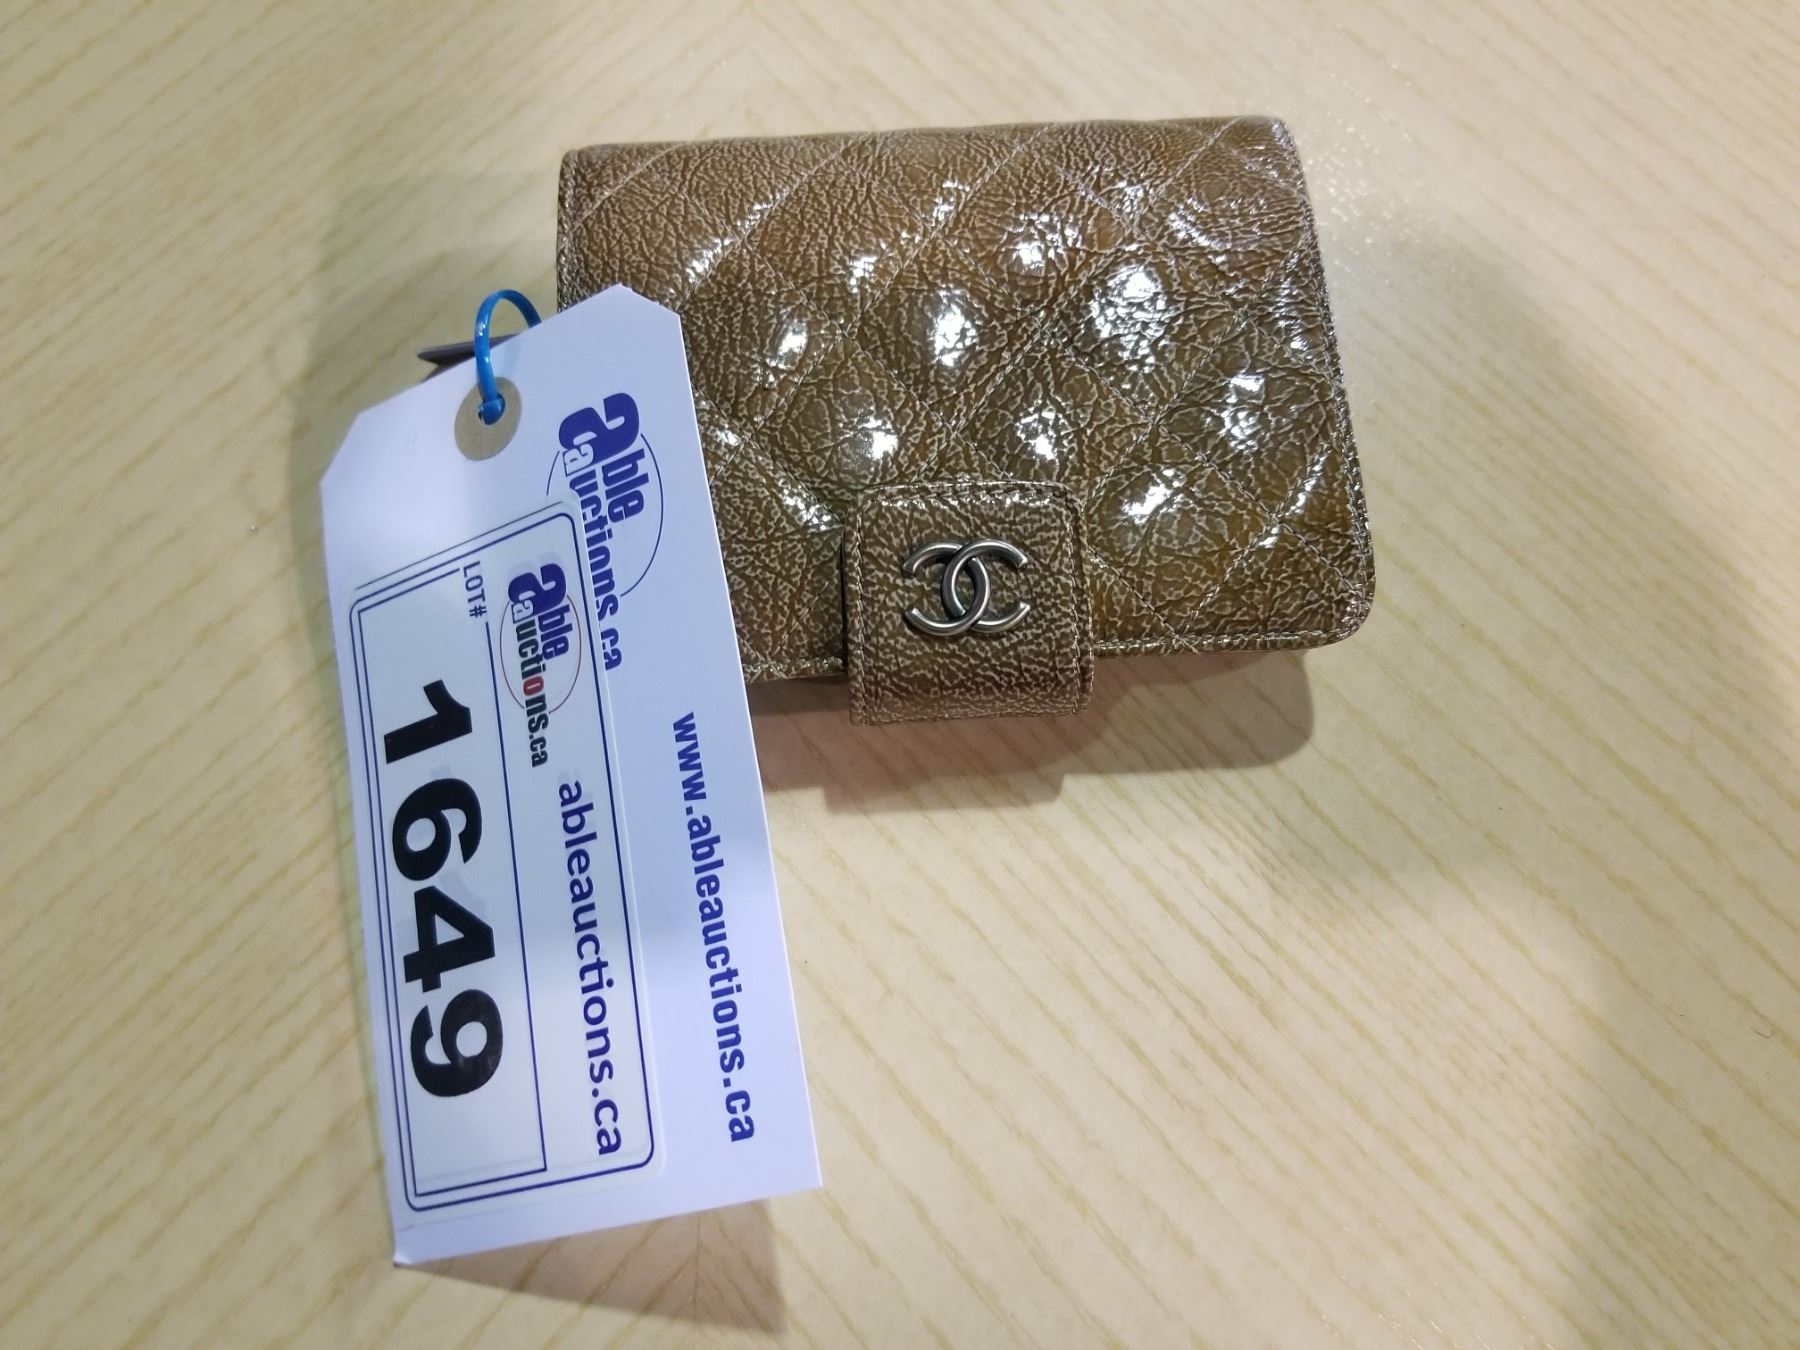 able
auctions.ca
www.ableauctions.ca
able
auctions.ca
ableauctions.ca
LOT#
1649